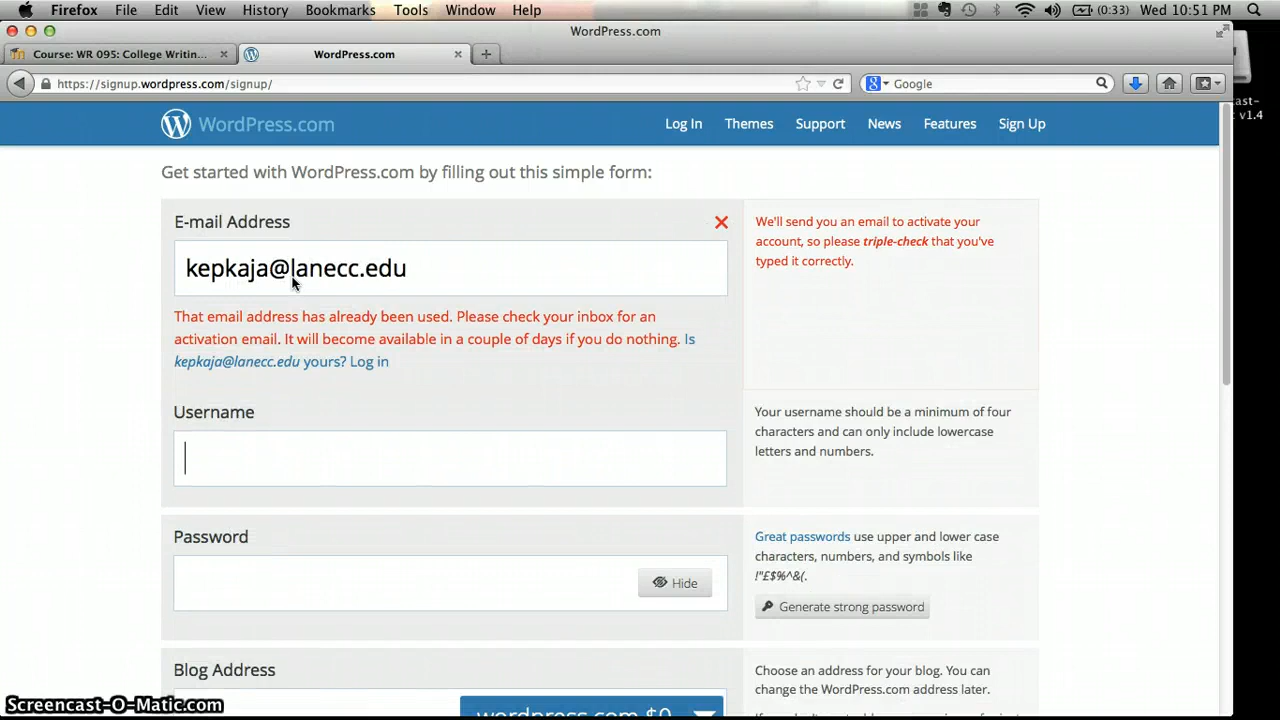 Firefox File Edit View History Bookmarks Tools Window Help (0:33) Wed 10:51 PM
WordPress.com
Course: WR 095: College Writin... WordPress.com
https://signup.wordpress.com/signup/ Google
v1.4
WordPress.com Log In Themes Support News Features Sign Up
Get started with WordPress.com by filling out this simple form:
E-mail Address
kepkaja@lanecc.edu
We'll send you an email to activate your
account, so please triple-check that you've
typed it correctly.
That email address has already been used. Please check your inbox for an
activation email. It will become available in a couple of days if you do nothing. Is
kepkaja@lanecc.edu yours? Log in
Username
Your username should be a minimum of four
characters and can only include lowercase
letters and numbers.
Password
Hide
Great passwords use upper and lower case
characters, numbers, and symbols like
!"£$%^&(.
Generate strong password
Blog Address
Choose an address for your blog. You can
change the WordPress.com address later.
wordpress.com $0
Screencast-O-Matic.com